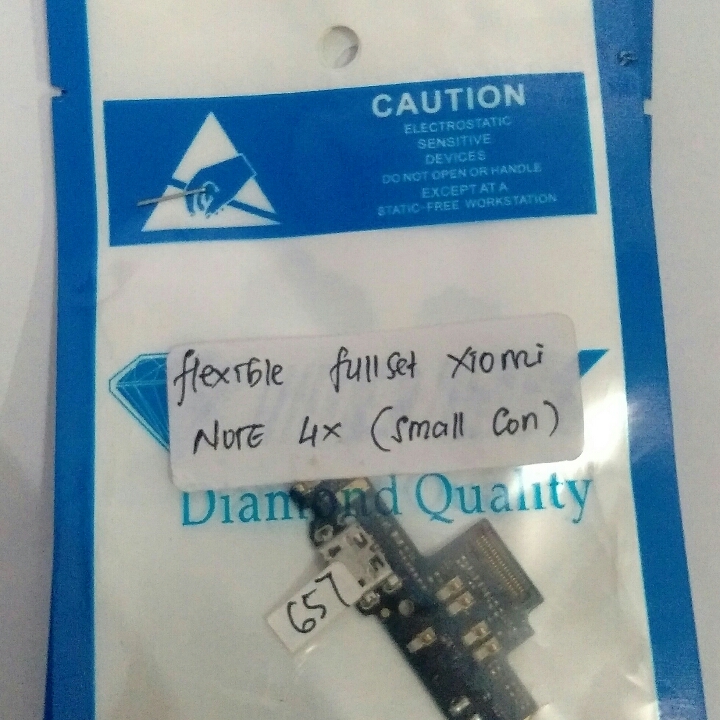 CAUTION
ELECTROSTATIC
SENSITIVE
DEVICES
DO NOT OPEN OR HANDLE
EXCEPT AT A
STATIC-FREE WORKSTATION
flexible fullset Xiomi
NOTE 4X (Small Con)
Diamond Quality
657